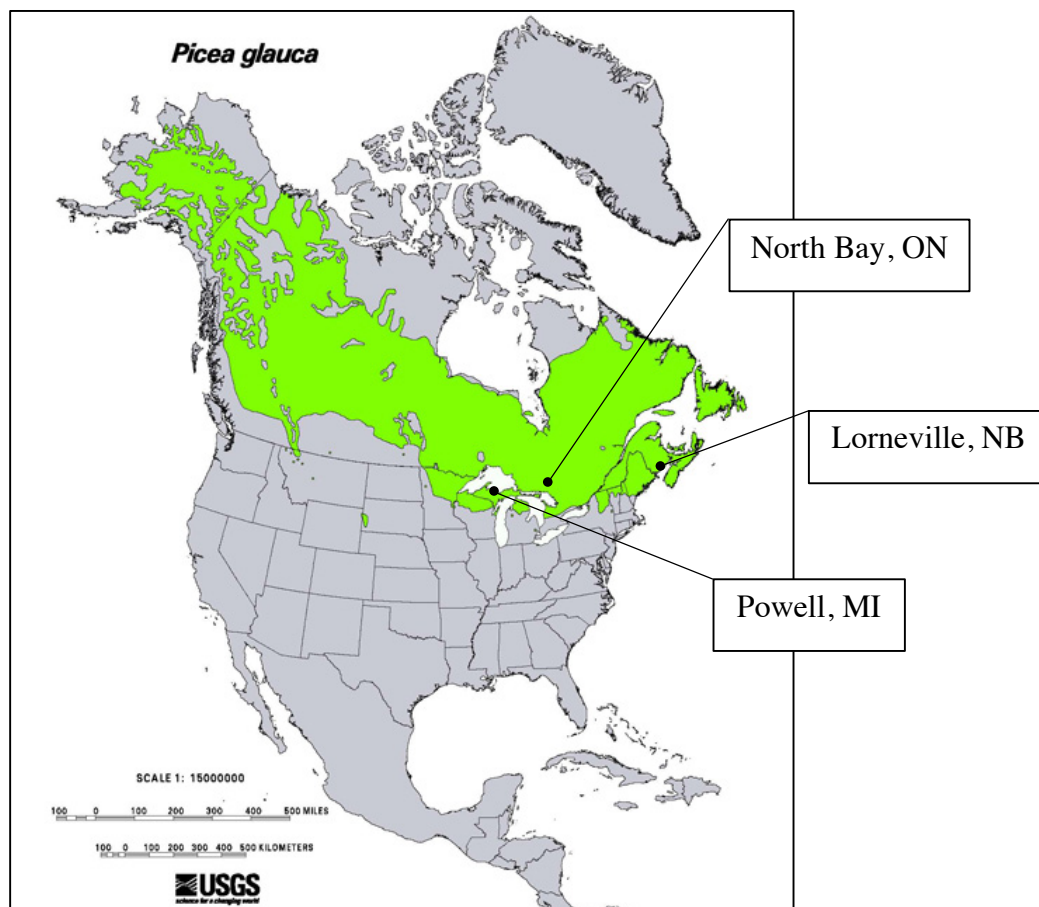 Picea glauca
North Bay, ON
Lorneville, NB
Powell, MI
SCALE 1: 15000000
100 0 100 200 300 400 500 MILES
100 0 100 200 300 400 500 KILOMETERS
USGS
science for a changing world